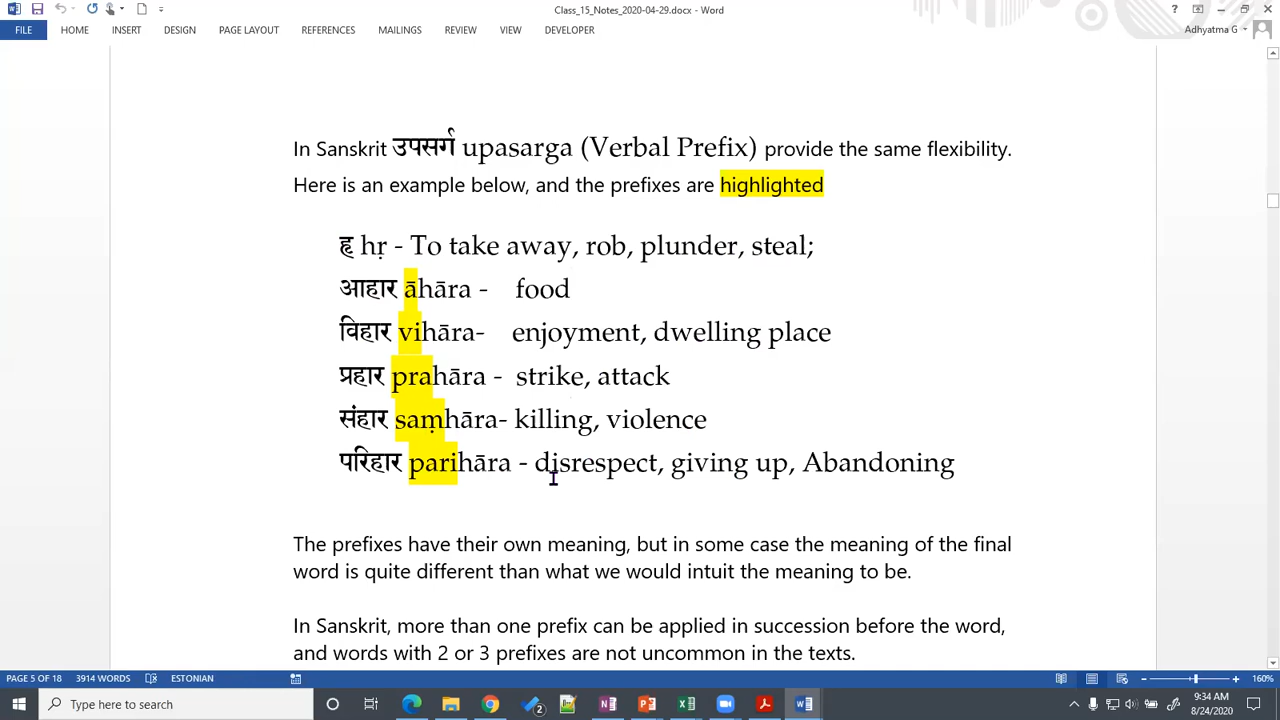 Class_15_Notes_2020-04-29.docx - Word
FILE HOME INSERT DESIGN PAGE LAYOUT REFERENCES MAILINGS REVIEW VIEW DEVELOPER Adhyatma G
In Sanskrit उपसर्ग upasarga (Verbal Prefix) provide the same flexibility.
Here is an example below, and the prefixes are highlighted
हृ hṛ - To take away, rob, plunder, steal;
आहार āhāra - food
विहार vihāra- enjoyment, dwelling place
प्रहार prahāra - strike, attack
संहार saṃhāra- killing, violence
परिहार parihāra - disrespect, giving up, Abandoning
The prefixes have their own meaning, but in some case the meaning of the final
word is quite different than what we would intuit the meaning to be.
In Sanskrit, more than one prefix can be applied in succession before the word,
and words with 2 or 3 prefixes are not uncommon in the texts.
PAGE 5 OF 18 3914 WORDS ESTONIAN 160%
Type here to search 2 9:34 AM
8/24/2020